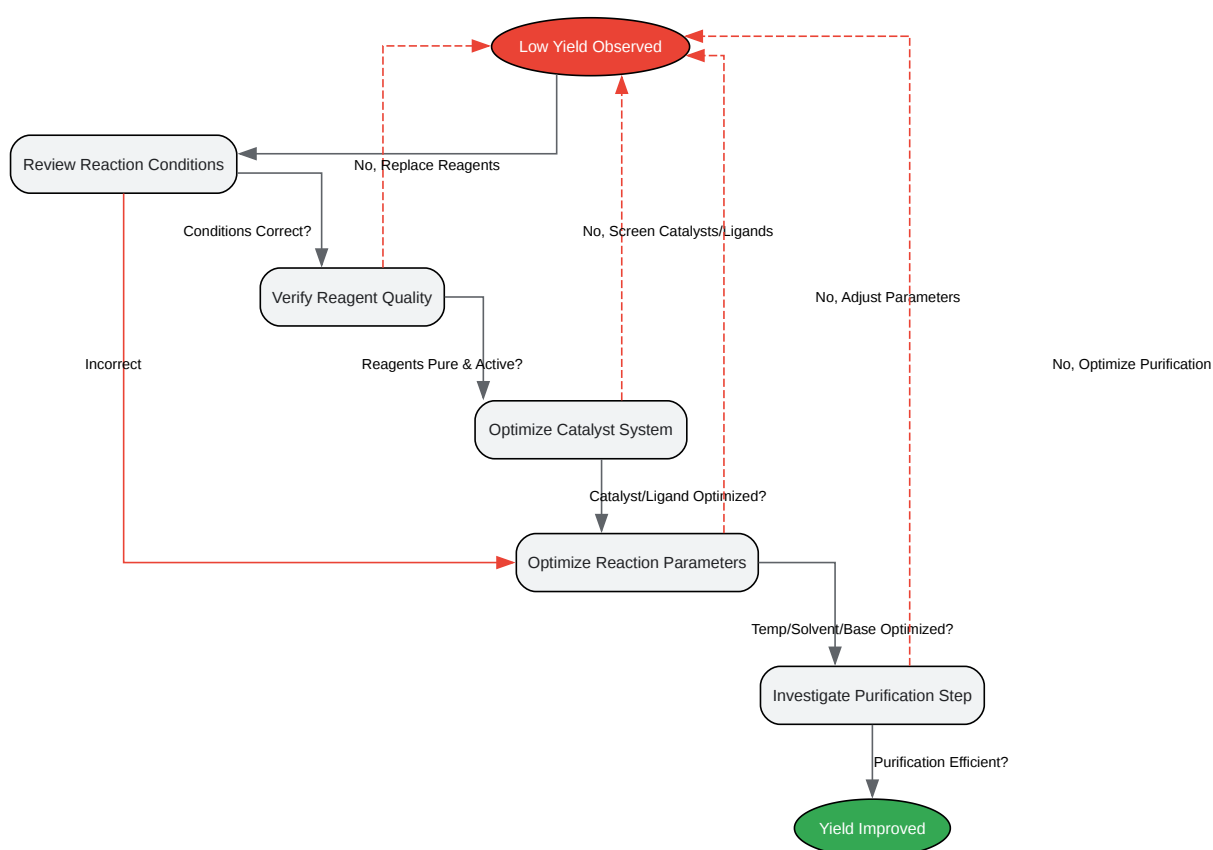 Low Yield Observed
Review Reaction Conditions
No, Replace Reagents
Conditions Correct?
No, Screen Catalysts/Ligands
Verify Reagent Quality
No, Adjust Parameters
Incorrect
Reagents Pure & Active?
No, Optimize Purification
Optimize Catalyst System
Catalyst/Ligand Optimized?
Optimize Reaction Parameters
Temp/Solvent/Base Optimized?
Investigate Purification Step
Purification Efficient?
Yield Improved